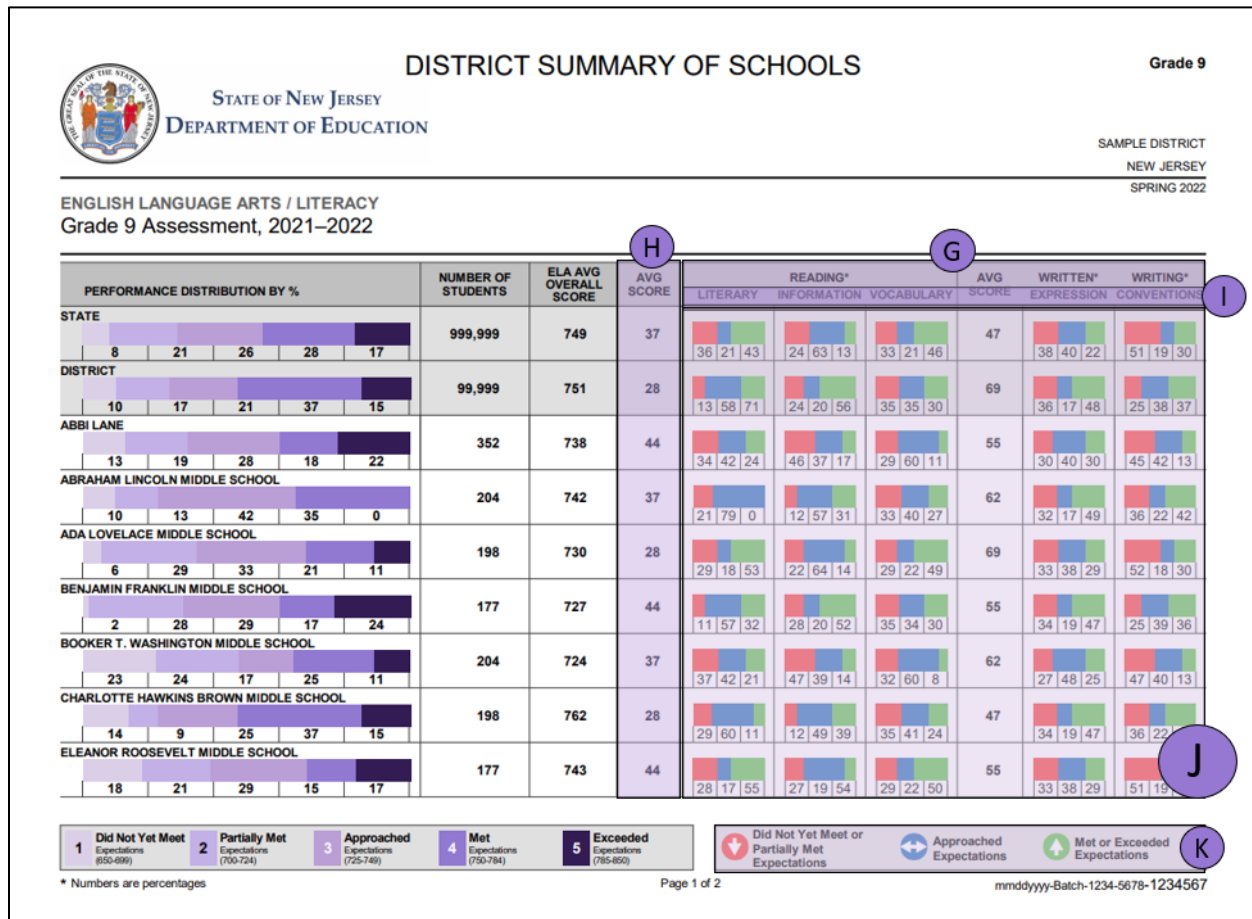 DISTRICT SUMMARY OF SCHOOLS
Grade 9
THE GREAT SEAL OF THE STATE OF NEW JERSEY
STATE OF NEW JERSEY
DEPARTMENT OF EDUCATION
SAMPLE DISTRICT
NEW JERSEY
SPRING 2022
ENGLISH LANGUAGE ARTS / LITERACY
Grade 9 Assessment, 2021–2022
H
G
PERFORMANCE DISTRIBUTION BY %
NUMBER OF STUDENTS
ELA AVG OVERALL SCORE
AVG SCORE
READING*
LITERARY INFORMATION VOCABULARY
AVG SCORE
WRITTEN* EXPRESSION
WRITING* CONVENTIONS
I
STATE
8 21 26 28 17 999,999 749 37 36 21 43 24 63 13 33 21 46 47 38 40 22 51 19 30
DISTRICT
10 17 21 37 15 99,999 751 28 13 58 71 24 20 56 35 35 30 69 36 17 48 25 38 37
ABBI LANE
13 19 28 18 22 352 738 44 34 42 24 46 37 17 29 60 11 55 30 40 30 45 42 13
ABRAHAM LINCOLN MIDDLE SCHOOL
10 13 42 35 0 204 742 37 21 79 0 12 57 31 33 40 27 62 32 17 49 36 22 42
ADA LOVELACE MIDDLE SCHOOL
6 29 33 21 11 198 730 28 29 18 53 22 64 14 29 22 49 69 33 38 29 52 18 30
BENJAMIN FRANKLIN MIDDLE SCHOOL
2 28 29 17 24 177 727 44 11 57 32 28 20 52 35 34 30 55 34 19 47 25 39 36
BOOKER T. WASHINGTON MIDDLE SCHOOL
23 24 17 25 11 204 724 37 37 42 21 47 39 14 32 60 8 62 27 48 25 47 40 13
CHARLOTTE HAWKINS BROWN MIDDLE SCHOOL
14 9 25 37 15 198 762 28 29 60 11 12 49 39 35 41 24 47 34 19 47 36 22
ELEANOR ROOSEVELT MIDDLE SCHOOL
18 21 29 15 17 177 743 44 28 17 55 27 19 54 29 22 50 55 33 38 29 51 19
J
1 Did Not Yet Meet Expectations (650-699)
2 Partially Met Expectations (700-724)
3 Approached Expectations (725-749)
4 Met Expectations (750-784)
5 Exceeded Expectations (785-850)
Did Not Yet Meet or Partially Met Expectations
Approached Expectations
Met or Exceeded Expectations
K
* Numbers are percentages
Page 1 of 2
mmddyyyy-Batch-1234-5678-1234567